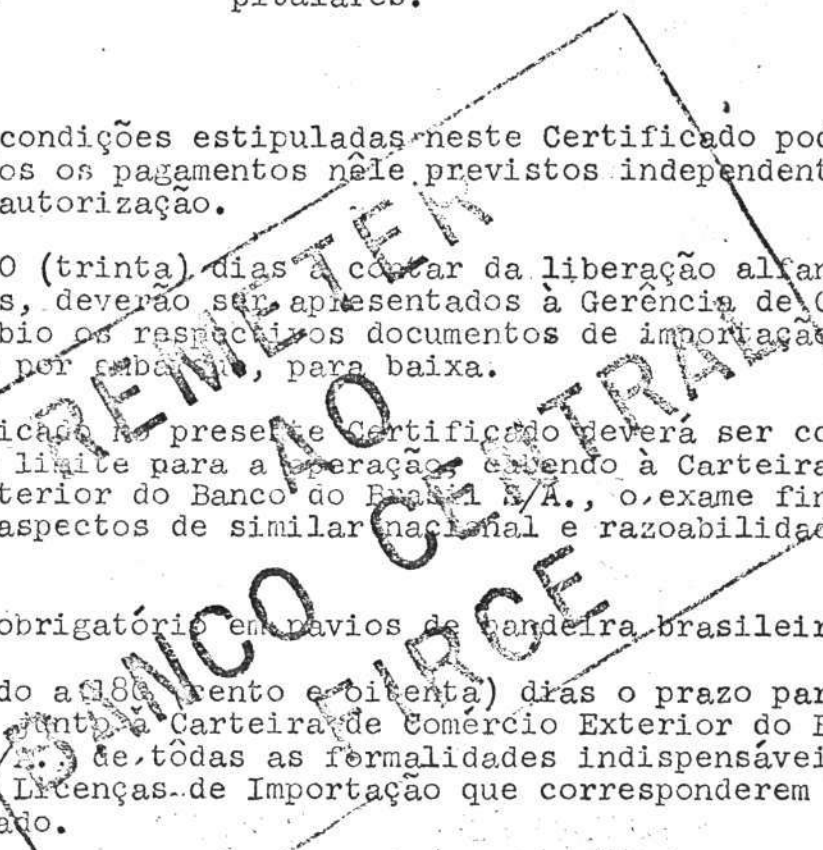 pitulares.
condições estipuladas neste Certificado pod
os os pagamentos nêle previstos independent
autorização.
0 (trinta) dias a contar da liberação alfan
s, deverão ser apresentados à Gerência de C
bio os respectivos documentos de importação
por embarque, para baixa.
icado no presente Certificado deverá ser co
limite para a operação, cabendo à Carteira
terior do Banco do Brasil S/A., o exame fin
aspectos de similar nacional e razoabilidad
obrigatório em navios de bandeira brasileir
do a 180 (cento e oitenta) dias o prazo par
junto à Carteira de Comércio Exterior do B
de tôdas as formalidades indispensávei
Licenças de Importação que corresponderem
ado.
REMETER
AO
BANCO CENTRAL
FIRCE